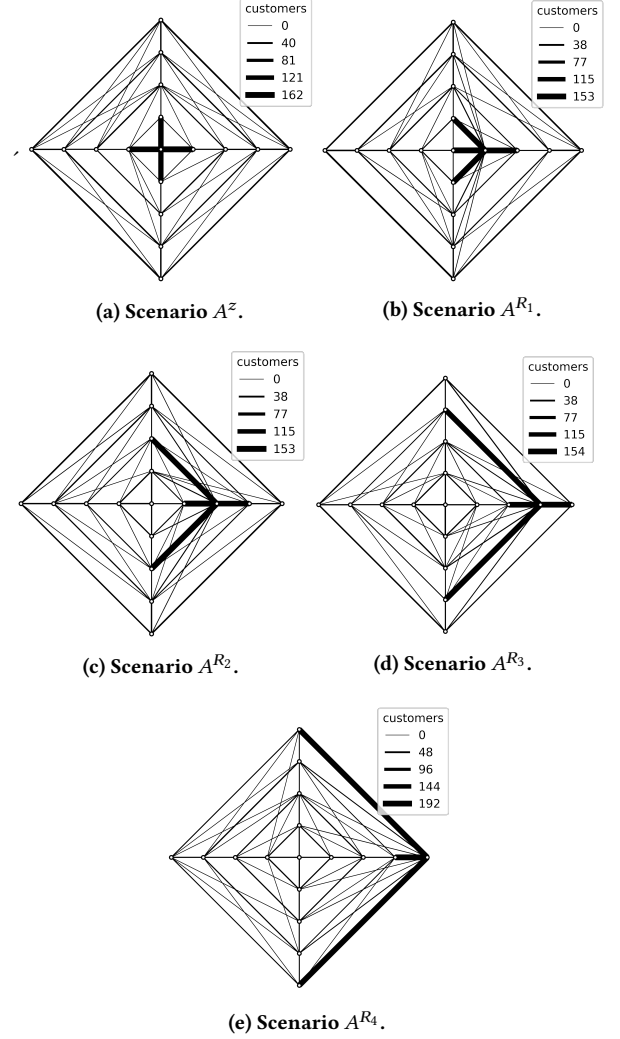 customers
0
40
81
121
162
customers
0
38
77
115
153
(a) Scenario A^z.
(b) Scenario A^{R_1}.
customers
0
38
77
115
153
customers
0
38
77
115
154
(c) Scenario A^{R_2}.
(d) Scenario A^{R_3}.
customers
0
48
96
144
192
(e) Scenario A^{R_4}.